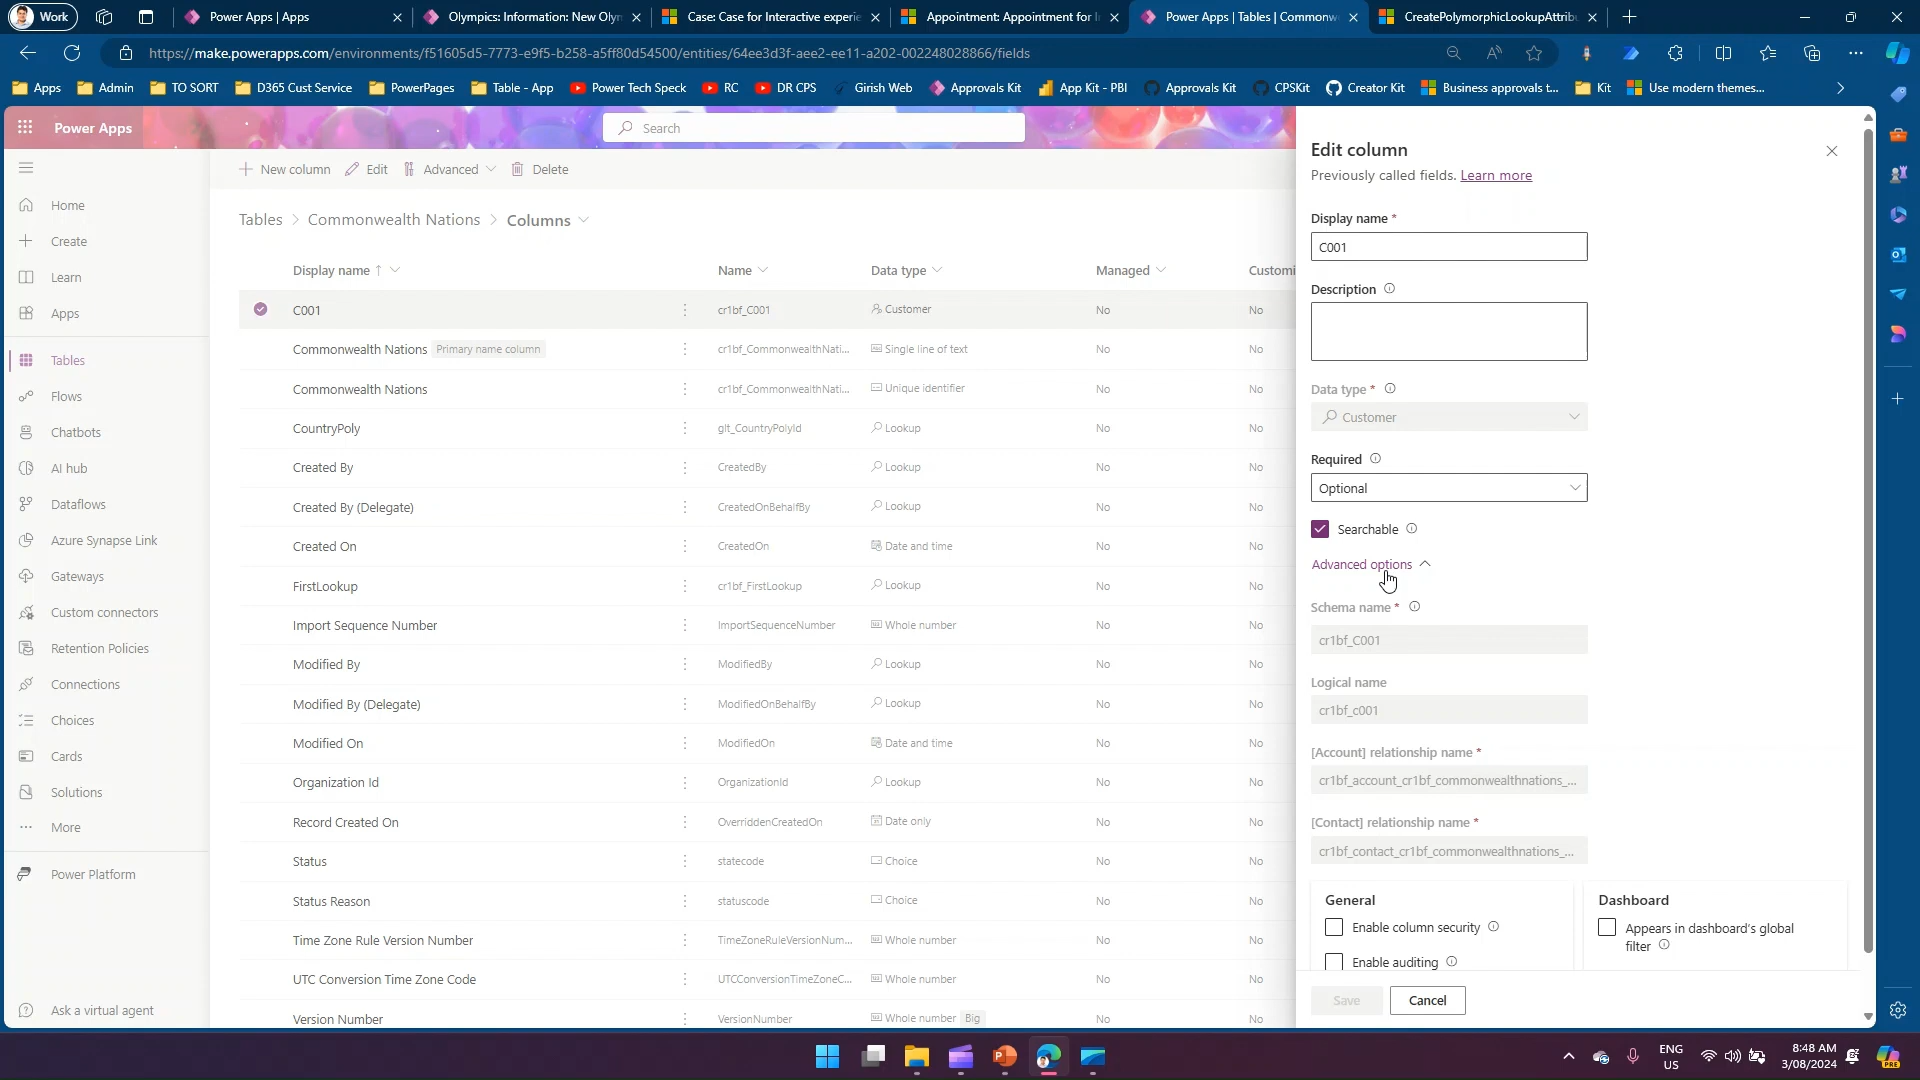 Work
Power Apps | Apps
Olympics: Information: New Olym
Case: Case for Interactive experie
Appointment: Appointment for I
Power Apps | Tables | Commonw
CreatePolymorphicLookupAttribu
https://make.powerapps.com/environments/f51605d5-7773-e9f5-b258-a5ff80d54500/entities/64ee3d3f-aee2-ee11-a202-002248028866/fields
Apps
Admin
TO SORT
D365 Cust Service
PowerPages
Table - App
Power Tech Speck
RC
DR CPS
Girish Web
Approvals Kit
App Kit - PBI
Approvals Kit
CPSKit
Creator Kit
Business approvals t...
Kit
Use modern themes...
Power Apps
Search
Home
Create
Learn
Apps
Tables
Flows
Chatbots
AI hub
Dataflows
Azure Synapse Link
Gateways
Custom connectors
Retention Policies
Connections
Choices
Cards
Solutions
More
Power Platform
Ask a virtual agent
New column
Edit
Advanced
Delete
Tables > Commonwealth Nations > Columns
Display name ↑ Name Data type Managed Customi
C001 cr1bf_C001 Customer No No
Commonwealth Nations Primary name column cr1bf_CommonwealthNati... Single line of text No No
Commonwealth Nations cr1bf_CommonwealthNati... Unique identifier No No
CountryPoly glt_CountryPolyId Lookup No No
Created By CreatedBy Lookup No No
Created By (Delegate) CreatedOnBehalfBy Lookup No No
Created On CreatedOn Date and time No No
FirstLookup cr1bf_FirstLookup Lookup No No
Import Sequence Number ImportSequenceNumber Whole number No No
Modified By ModifiedBy Lookup No No
Modified By (Delegate) ModifiedOnBehalfBy Lookup No No
Modified On ModifiedOn Date and time No No
Organization Id OrganizationId Lookup No No
Record Created On OverriddenCreatedOn Date only No No
Status statecode Choice No No
Status Reason statuscode Choice No No
Time Zone Rule Version Number TimeZoneRuleVersionNum... Whole number No No
UTC Conversion Time Zone Code UTCConversionTimeZoneC... Whole number No No
Version Number VersionNumber Whole number Big No No
Edit column
Previously called fields. Learn more
Display name *
C001
Description
Data type *
Customer
Required
Optional
Searchable
Advanced options
Schema name *
cr1bf_C001
Logical name
cr1bf_c001
[Account] relationship name *
cr1bf_account_cr1bf_commonwealthnations_...
[Contact] relationship name *
cr1bf_contact_cr1bf_commonwealthnations_...
General
Enable column security
Enable auditing
Dashboard
Appears in dashboard's global
filter
Save
Cancel
ENG
US
8:48 AM
3/08/2024
PRE